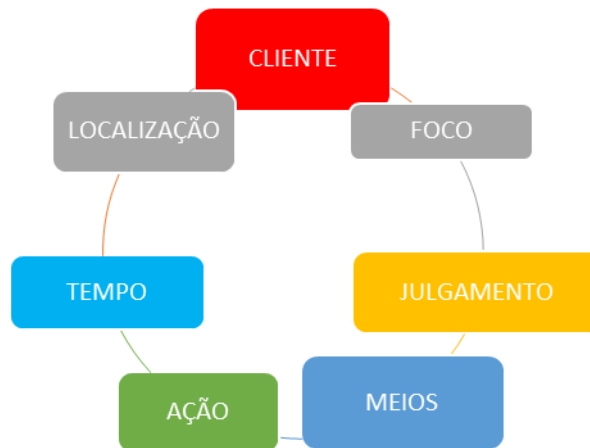 CLIENTE
FOCO
JULGAMENTO
MEIOS
AÇÃO
TEMPO
LOCALIZAÇÃO